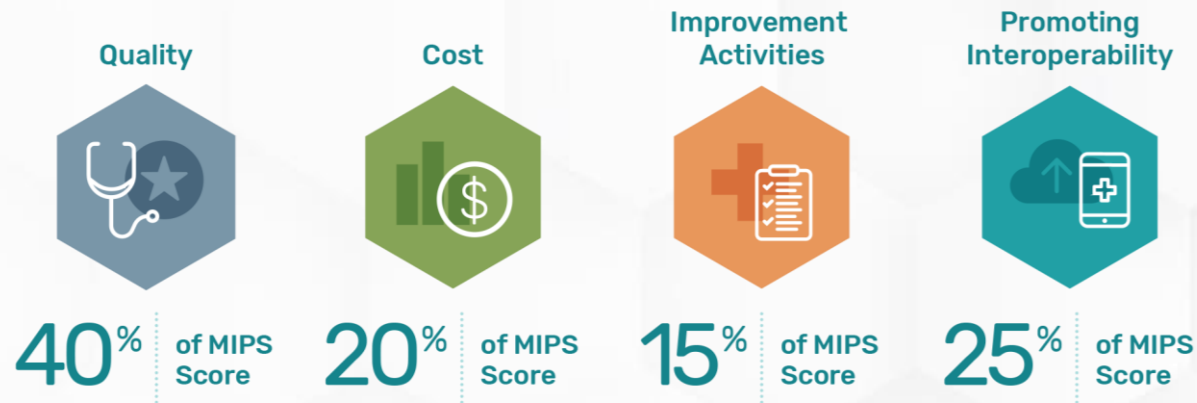 Quality
Cost
Improvement
Activities
Promoting
Interoperability
$
40%
of MIPS
Score
20%
of MIPS
Score
15%
of MIPS
Score
25%
of MIPS
Score